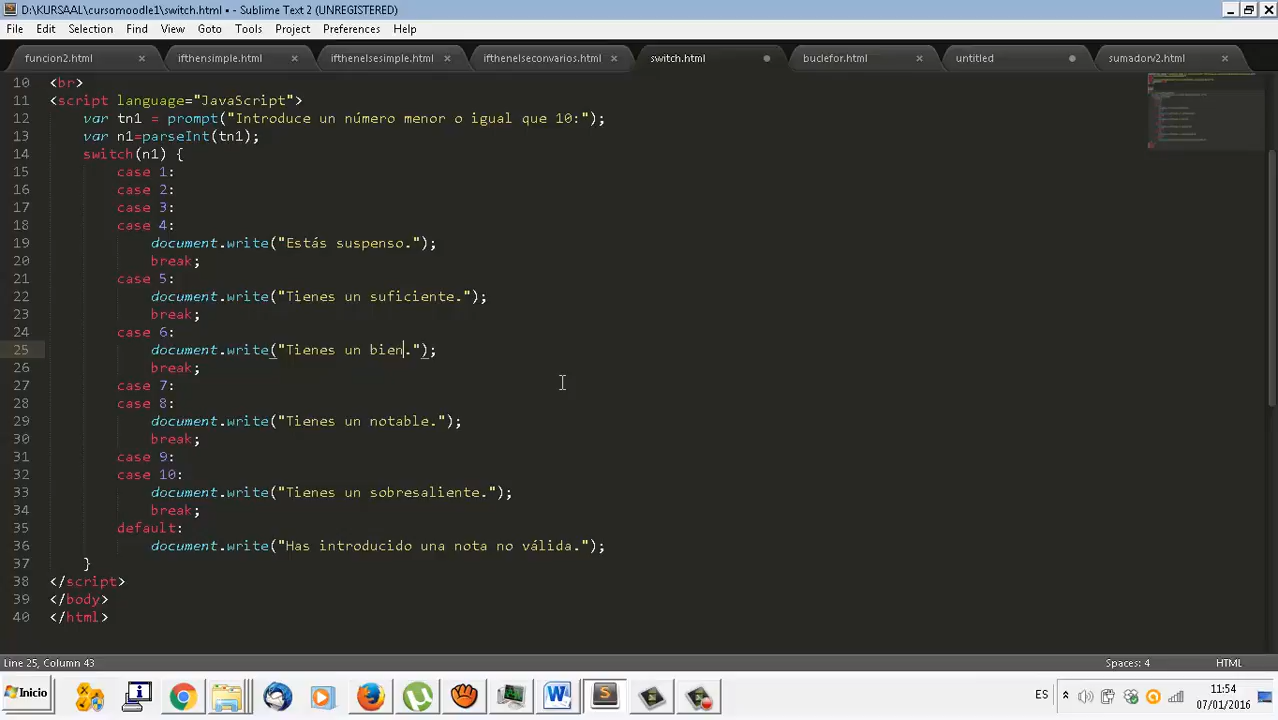 D:\KURSAAL\cursomoodle1\switch.html • - Sublime Text 2 (UNREGISTERED)
File Edit Selection Find View Goto Tools Project Preferences Help
funcion2.html × ifthensimple.html × ifthenelsesimple.html × ifthenelseconvarios.html × switch.html buclefor.html × untitled sumadorv2.html ×
10 <br>
11 <script language="JavaScript">
12 var tn1 = prompt("Introduce un número menor o igual que 10:");
13 var n1=parseInt(tn1);
14 switch(n1) {
15 case 1:
16 case 2:
17 case 3:
18 case 4:
19 document.write("Estás suspenso.");
20 break;
21 case 5:
22 document.write("Tienes un suficiente.");
23 break;
24 case 6:
25 document.write("Tienes un bien.");
26 break;
27 case 7:
28 case 8:
29 document.write("Tienes un notable.");
30 break;
31 case 9:
32 case 10:
33 document.write("Tienes un sobresaliente.");
34 break;
35 default:
36 document.write("Has introducido una nota no válida.");
37 }
38 </script>
39 </body>
40 </html>
Line 25, Column 43 Spaces: 4 HTML
Inicio ES 11:54
07/01/2016